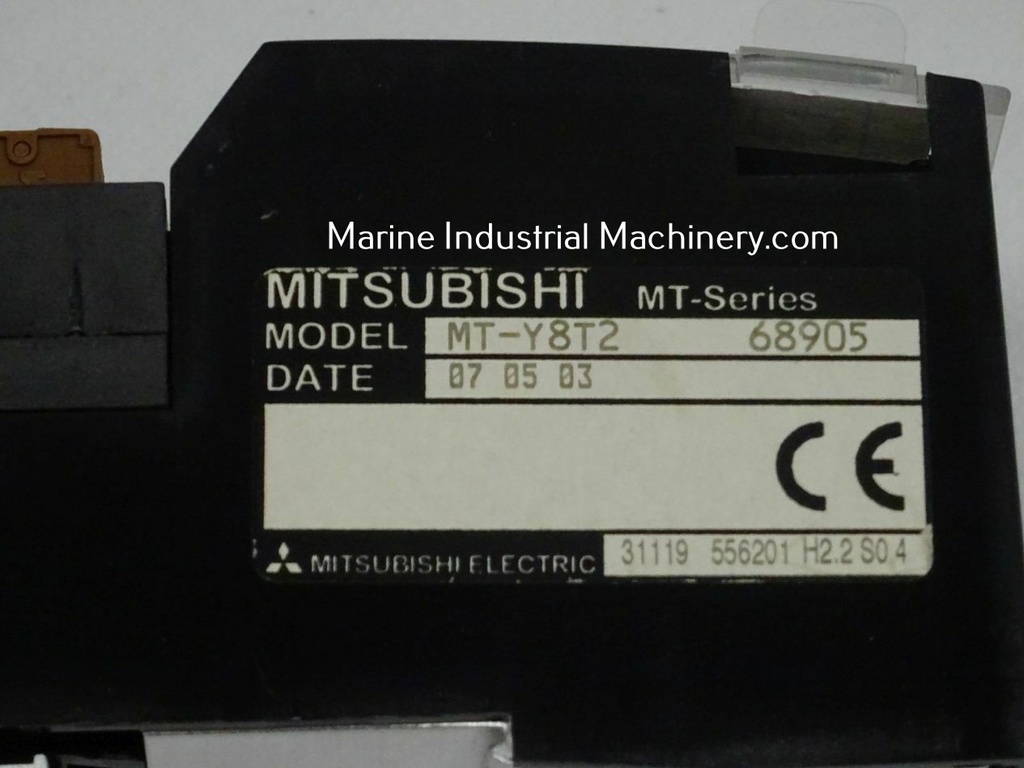 Marine Industrial Machinery.com
MITSUBISHI MT-Series
MODEL MT-Y8T2 68905
DATE 07 05 03
CE
MITSUBISHI ELECTRIC 31119 556201 H2.2 S0.4